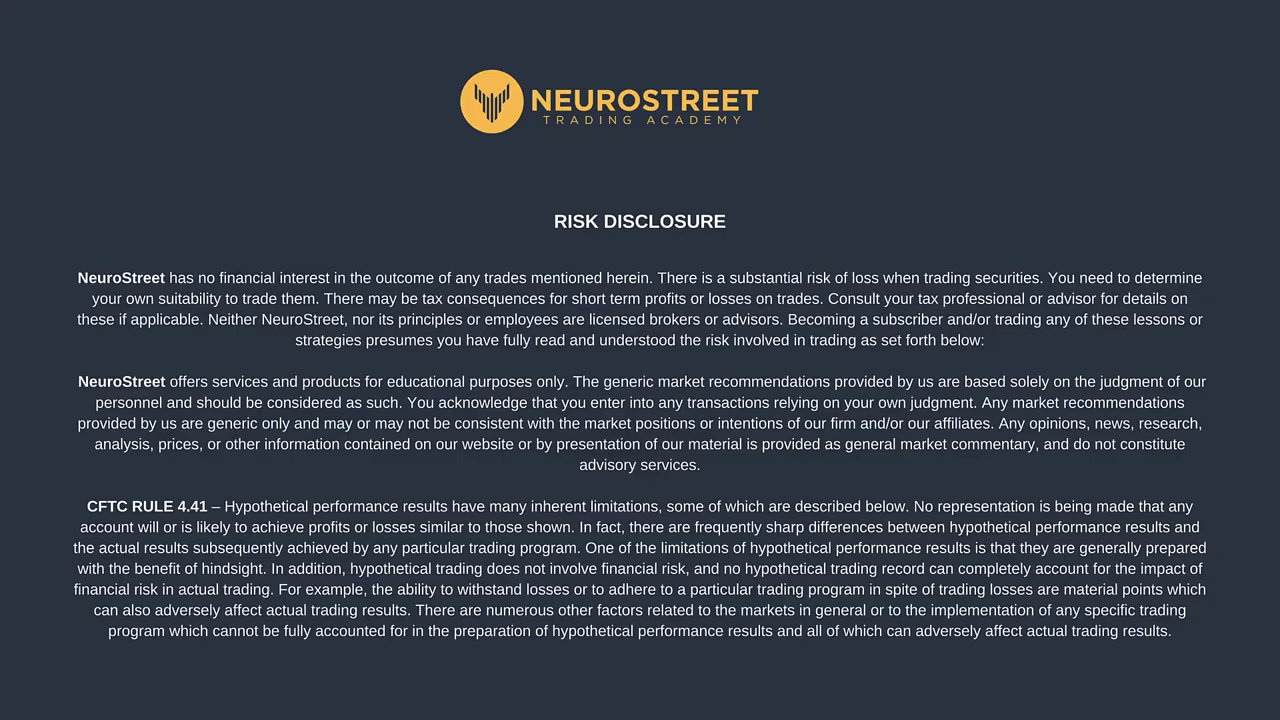 NEUROSTREET
TRADING ACADEMY
RISK DISCLOSURE
NeuroStreet has no financial interest in the outcome of any trades mentioned herein. There is a substantial risk of loss when trading securities. You need to determine
your own suitability to trade them. There may be tax consequences for short term profits or losses on trades. Consult your tax professional or advisor for details on
these if applicable. Neither NeuroStreet, nor its principles or employees are licensed brokers or advisors. Becoming a subscriber and/or trading any of these lessons or
strategies presumes you have fully read and understood the risk involved in trading as set forth below:
NeuroStreet offers services and products for educational purposes only. The generic market recommendations provided by us are based solely on the judgment of our
personnel and should be considered as such. You acknowledge that you enter into any transactions relying on your own judgment. Any market recommendations
provided by us are generic only and may or may not be consistent with the market positions or intentions of our firm and/or our affiliates. Any opinions, news, research,
analysis, prices, or other information contained on our website or by presentation of our material is provided as general market commentary, and do not constitute
advisory services.
CFTC RULE 4.41 – Hypothetical performance results have many inherent limitations, some of which are described below. No representation is being made that any
account will or is likely to achieve profits or losses similar to those shown. In fact, there are frequently sharp differences between hypothetical performance results and
the actual results subsequently achieved by any particular trading program. One of the limitations of hypothetical performance results is that they are generally prepared
with the benefit of hindsight. In addition, hypothetical trading does not involve financial risk, and no hypothetical trading record can completely account for the impact of
financial risk in actual trading. For example, the ability to withstand losses or to adhere to a particular trading program in spite of trading losses are material points which
can also adversely affect actual trading results. There are numerous other factors related to the markets in general or to the implementation of any specific trading
program which cannot be fully accounted for in the preparation of hypothetical performance results and all of which can adversely affect actual trading results.